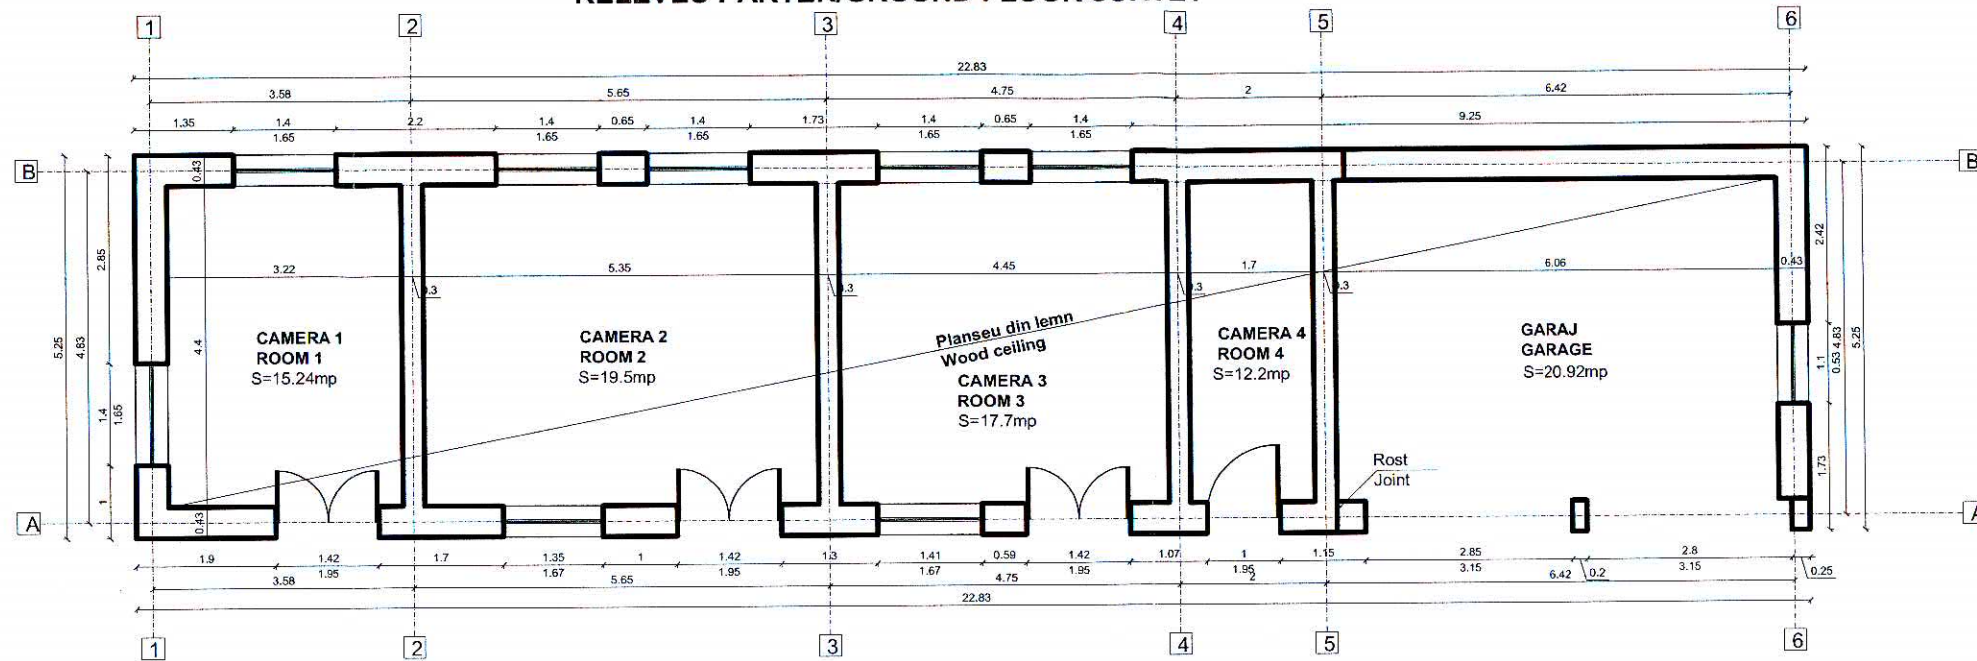 1 2 3 4 5 6
22.83
3.58 5.65 4.75 2 6.42
1.35 1.4 2.2 1.4 0.65 1.4 1.73 1.4 0.65 1.4 9.25
1.65 1.65 1.65 1.65 1.65
B B
0.43
5.25 4.83 2.85 4.4
1.4 1.65
1
0.43
3.22 5.35 4.45 1.7 6.06 0.43
0.3 0.3 0.3 0.3
2.42
1.1
0.53 4.83
5.25
1.73
CAMERA 1
ROOM 1
S=15.24mp
CAMERA 2
ROOM 2
S=19.5mp
Planseu din lemn
Wood ceiling
CAMERA 3
ROOM 3
S=17.7mp
CAMERA 4
ROOM 4
S=12.2mp
GARAJ
GARAGE
S=20.92mp
Rost
Joint
A A
1.9 1.42 1.7 1.35 1 1.42 1.3 1.41 0.59 1.42 1.07 1 1.15 2.85 2.8
1.95 1.67 1.95 1.67 1.95 1.95 3.15 0.2 3.15 0.25
3.58 5.65 4.75 2 6.42
22.83
1 2 3 4 5 6